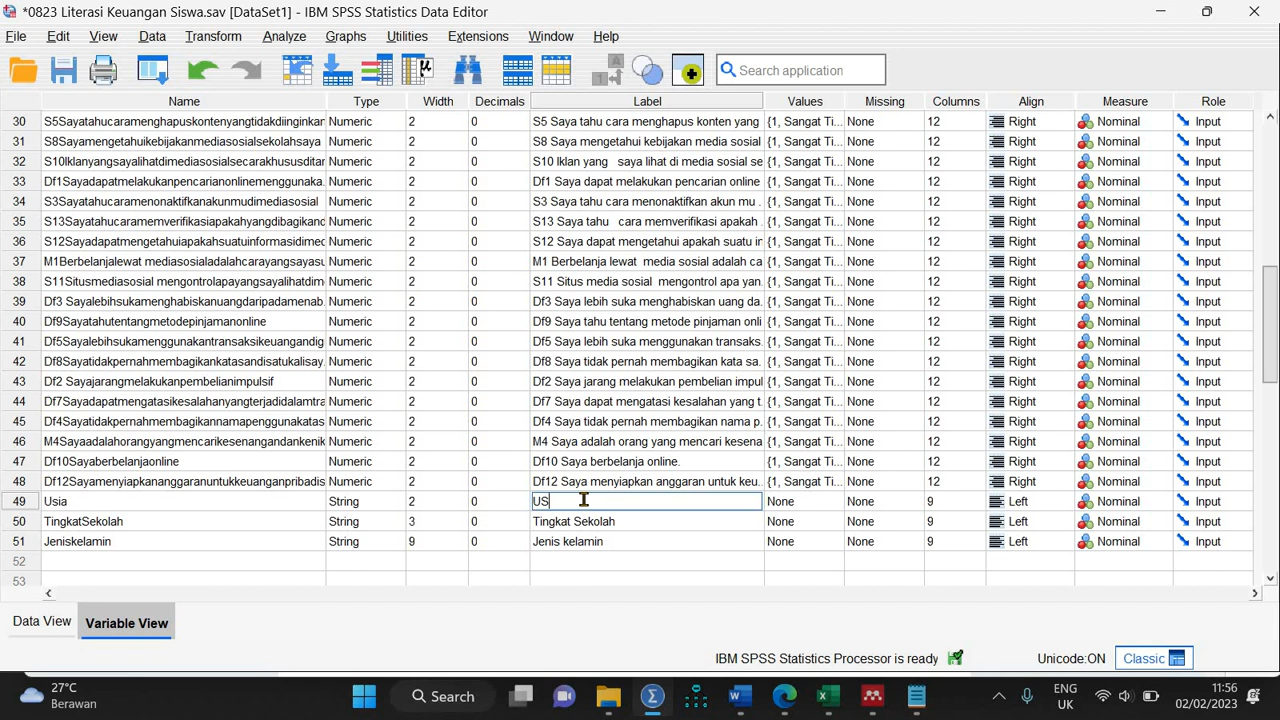 *0823 Literasi Keuangan Siswa.sav [DataSet1] - IBM SPSS Statistics Data Editor
File Edit View Data Transform Analyze Graphs Utilities Extensions Window Help
Search application
Name Type Width Decimals Label Values Missing Columns Align Measure Role
30 S5Sayatahucaramenghapuskontenyangtidakdiinginkan Numeric 2 0 S5 Saya tahu cara menghapus konten yang {1, Sangat Ti... None 12 Right Nominal Input
31 S8Sayamengetahuikebijakanmediasosialsekolahsaya Numeric 2 0 S8 Saya mengetahui kebijakan media sosial {1, Sangat Ti... None 12 Right Nominal Input
32 S10Iklanyangsayalihatdimediasosialsecarakhususditar Numeric 2 0 S10 Iklan yang saya lihat di media sosial se {1, Sangat Ti... None 12 Right Nominal Input
33 Df1Sayadapatmelakukanpencarianonlinemenggunaka. Numeric 2 0 Df1 Saya dapat melakukan pencarian online {1, Sangat Ti... None 12 Right Nominal Input
34 S3Sayatahucaramenonaktifkanakunmudimediasosial Numeric 2 0 S3 Saya tahu cara menonaktifkan akun mu . {1, Sangat Ti... None 12 Right Nominal Input
35 S13Sayatahucaramemverifikasiapakahyangdibagikand Numeric 2 0 S13 Saya tahu cara memverifikasi apakah . {1, Sangat Ti... None 12 Right Nominal Input
36 S12Sayadapatmengetahuiapakahsuatuinformasidimec Numeric 2 0 S12 Saya dapat mengetahui apakah suatu in {1, Sangat Ti... None 12 Right Nominal Input
37 M1Berbelanjalewat mediasosialadalahcarayangsayasu Numeric 2 0 M1 Berbelanja lewat media sosial adalah ca {1, Sangat Ti... None 12 Right Nominal Input
38 S11Situsmediasosial mengontrolapayangsayalihatdim Numeric 2 0 S11 Situs media sosial mengontrol apa yan. {1, Sangat Ti... None 12 Right Nominal Input
39 Df3 Sayalebihsukamenghabiskanuangdaripadamenab. Numeric 2 0 Df3 Saya lebih suka menghabiskan uang da. {1, Sangat Ti... None 12 Right Nominal Input
40 Df9Sayatahutentangmetodepinjamanonline Numeric 2 0 Df9 Saya tahu tentang metode pinjaman onli {1, Sangat Ti... None 12 Right Nominal Input
41 Df5Sayalebihsukamenggunakantransaksikeuangandig Numeric 2 0 Df5 Saya lebih suka menggunakan transaks. {1, Sangat Ti... None 12 Right Nominal Input
42 Df8Sayatidakpernahmembagikankatasandisatukalisay. Numeric 2 0 Df8 Saya tidak pernah membagikan kata sa. {1, Sangat Ti... None 12 Right Nominal Input
43 Df2 Sayajarangmelakukanpembelianimpulsif Numeric 2 0 Df2 Saya jarang melakukan pembelian impul {1, Sangat Ti... None 12 Right Nominal Input
44 Df7Sayadapatmengatasikesalahanyangterjadidalamtra Numeric 2 0 Df7 Saya dapat mengatasi kesalahan yang t. {1, Sangat Ti... None 12 Right Nominal Input
45 Df4Sayatidakpernahmembagikannamapenggunakatas Numeric 2 0 Df4 Saya tidak pernah membagikan nama p. {1, Sangat Ti... None 12 Right Nominal Input
46 M4Sayaadalahorangyangmencarikesenangandankenik Numeric 2 0 M4 Saya adalah orang yang mencari kesena {1, Sangat Ti... None 12 Right Nominal Input
47 Df10Sayaberbelanjaonline Numeric 2 0 Df10 Saya berbelanja online. {1, Sangat Ti... None 12 Right Nominal Input
48 Df12Sayamenyiapkananggaranuntukkeuanganpribadis Numeric 2 0 Df12 Saya menyiapkan anggaran untuk keu.. {1, Sangat Ti... None 12 Right Nominal Input
49 Usia String 2 0 US None None 9 Left Nominal Input
50 TingkatSekolah String 3 0 Tingkat Sekolah None None 9 Left Nominal Input
51 Jeniskelamin String 9 0 Jenis kelamin None None 9 Left Nominal Input
52
53
Data View Variable View
IBM SPSS Statistics Processor is ready Unicode:ON Classic
27°C
Berawan
Search
ENG
UK
11:56
02/02/2023